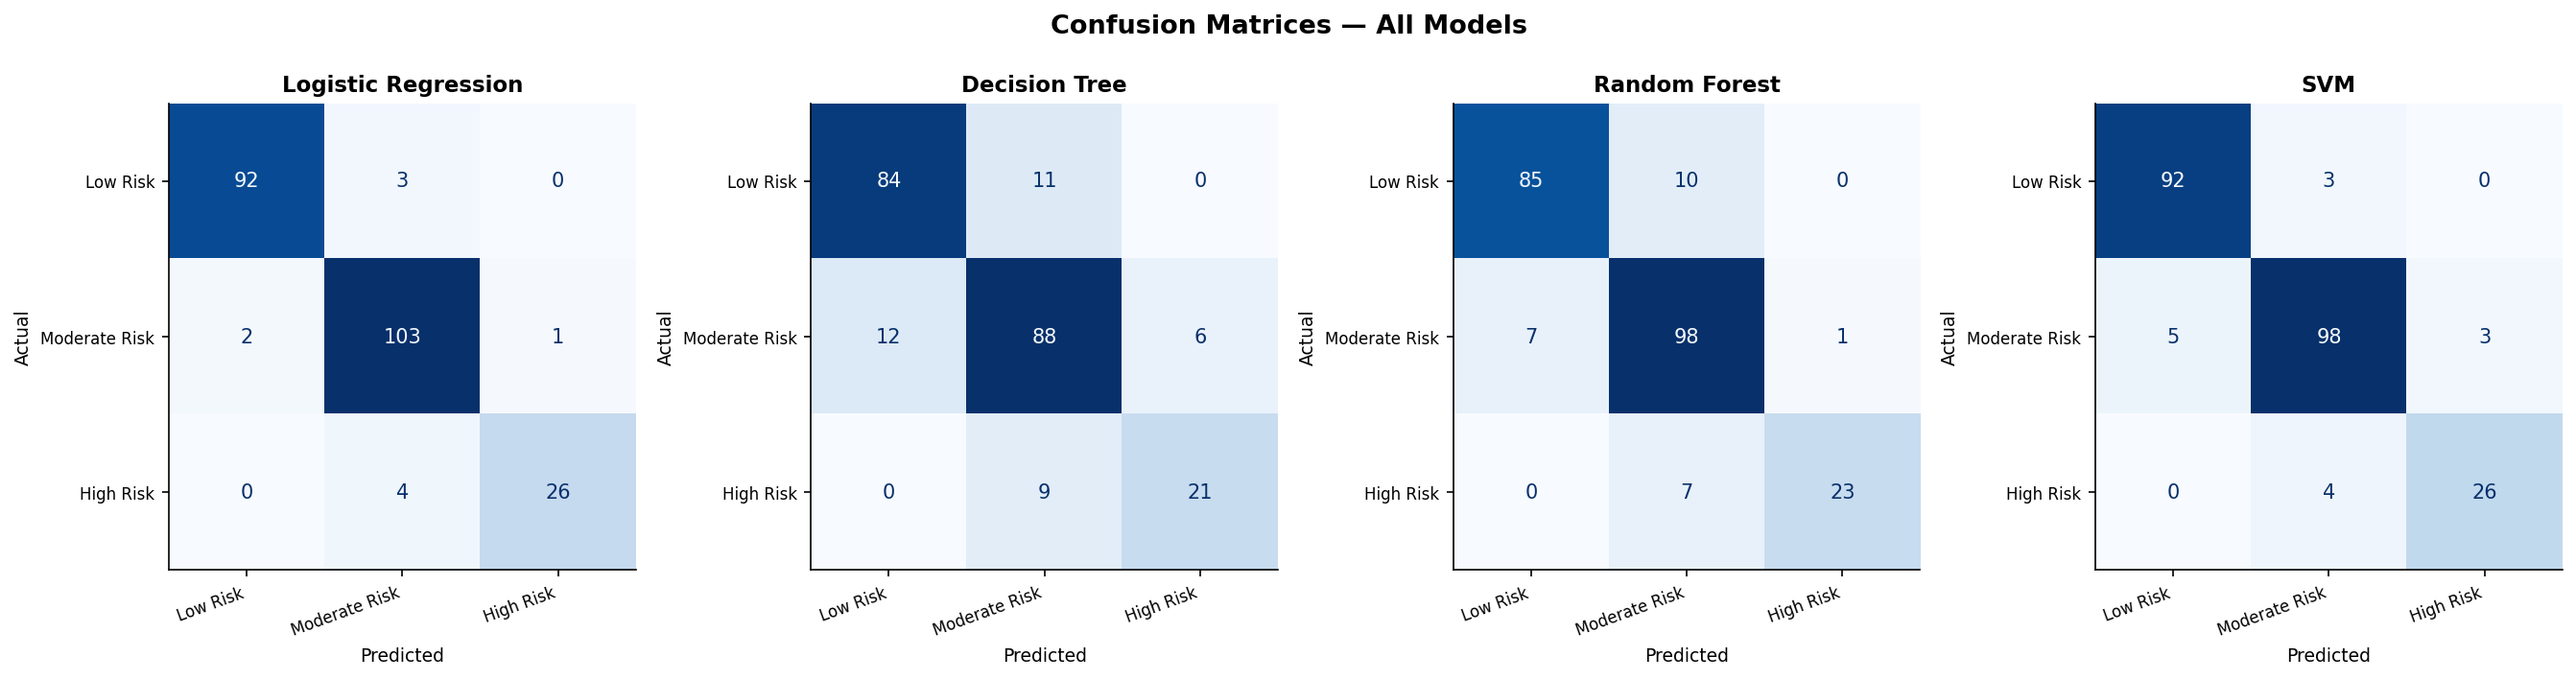 Confusion Matrices — All Models
Logistic Regression
Actual
Low Risk
92 3 0
Moderate Risk
2 103 1
High Risk
0 4 26
Low Risk Moderate Risk High Risk
Predicted
Decision Tree
Actual
Low Risk
84 11 0
Moderate Risk
12 88 6
High Risk
0 9 21
Low Risk Moderate Risk High Risk
Predicted
Random Forest
Actual
Low Risk
85 10 0
Moderate Risk
7 98 1
High Risk
0 7 23
Low Risk Moderate Risk High Risk
Predicted
SVM
Actual
Low Risk
92 3 0
Moderate Risk
5 98 3
High Risk
0 4 26
Low Risk Moderate Risk High Risk
Predicted